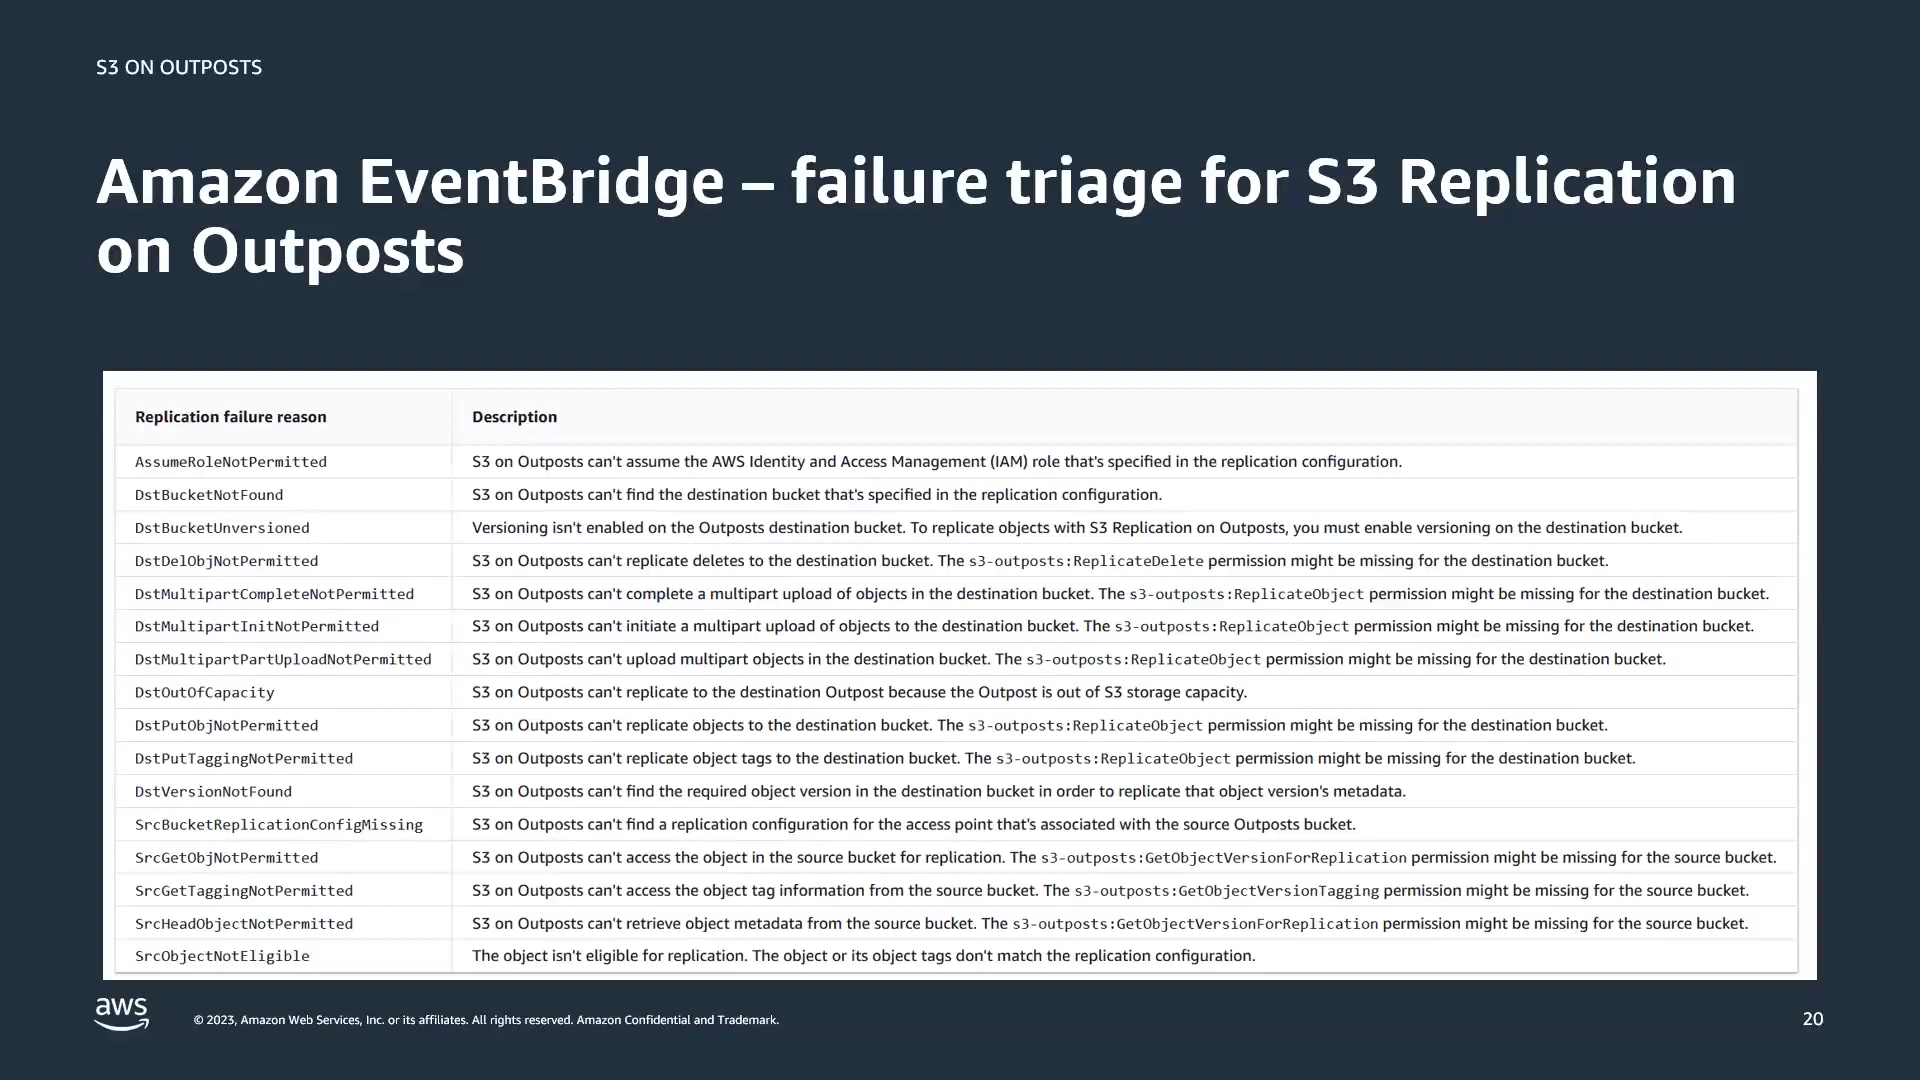 S3 ON OUTPOSTS
Amazon EventBridge – failure triage for S3 Replication
on Outposts
Replication failure reason Description
AssumeRoleNotPermitted S3 on Outposts can't assume the AWS Identity and Access Management (IAM) role that's specified in the replication configuration.
DstBucketNotFound S3 on Outposts can't find the destination bucket that's specified in the replication configuration.
DstBucketUnversioned Versioning isn't enabled on the Outposts destination bucket. To replicate objects with S3 Replication on Outposts, you must enable versioning on the destination bucket.
DstDelObjNotPermitted S3 on Outposts can't replicate deletes to the destination bucket. The s3-outposts:ReplicateDelete permission might be missing for the destination bucket.
DstMultipartCompleteNotPermitted S3 on Outposts can't complete a multipart upload of objects in the destination bucket. The s3-outposts:ReplicateObject permission might be missing for the destination bucket.
DstMultipartInitNotPermitted S3 on Outposts can't initiate a multipart upload of objects to the destination bucket. The s3-outposts:ReplicateObject permission might be missing for the destination bucket.
DstMultipartPartUploadNotPermitted S3 on Outposts can't upload multipart objects in the destination bucket. The s3-outposts:ReplicateObject permission might be missing for the destination bucket.
DstOutOfCapacity S3 on Outposts can't replicate to the destination Outpost because the Outpost is out of S3 storage capacity.
DstPutObjNotPermitted S3 on Outposts can't replicate objects to the destination bucket. The s3-outposts:ReplicateObject permission might be missing for the destination bucket.
DstPutTaggingNotPermitted S3 on Outposts can't replicate object tags to the destination bucket. The s3-outposts:ReplicateObject permission might be missing for the destination bucket.
DstVersionNotFound S3 on Outposts can't find the required object version in the destination bucket in order to replicate that object version's metadata.
SrcBucketReplicationConfigMissing S3 on Outposts can't find a replication configuration for the access point that's associated with the source Outposts bucket.
SrcGetObjNotPermitted S3 on Outposts can't access the object in the source bucket for replication. The s3-outposts:GetObjectVersionForReplication permission might be missing for the source bucket.
SrcGetTaggingNotPermitted S3 on Outposts can't access the object tag information from the source bucket. The s3-outposts:GetObjectVersionTagging permission might be missing for the source bucket.
SrcHeadObjectNotPermitted S3 on Outposts can't retrieve object metadata from the source bucket. The s3-outposts:GetObjectVersionForReplication permission might be missing for the source bucket.
SrcObjectNotEligible The object isn't eligible for replication. The object or its object tags don't match the replication configuration.
aws © 2023, Amazon Web Services, Inc. or its affiliates. All rights reserved. Amazon Confidential and Trademark. 20